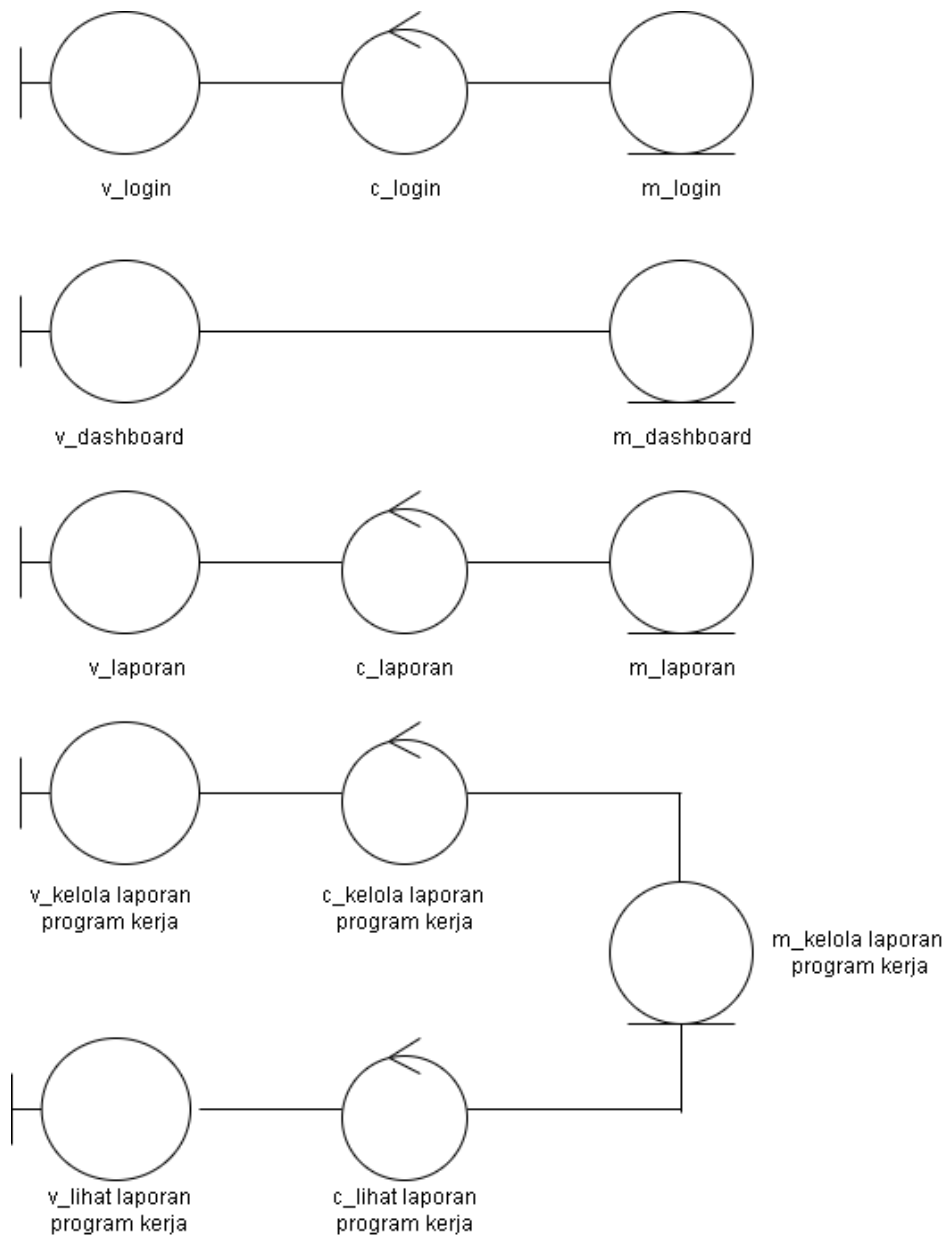 v_login
c_login
m_login
v_dashboard
m_dashboard
v_laporan
c_laporan
m_laporan
v_kelola laporan
program kerja
c_kelola laporan
program kerja
m_kelola laporan
program kerja
v_lihat laporan
program kerja
c_lihat laporan
program kerja